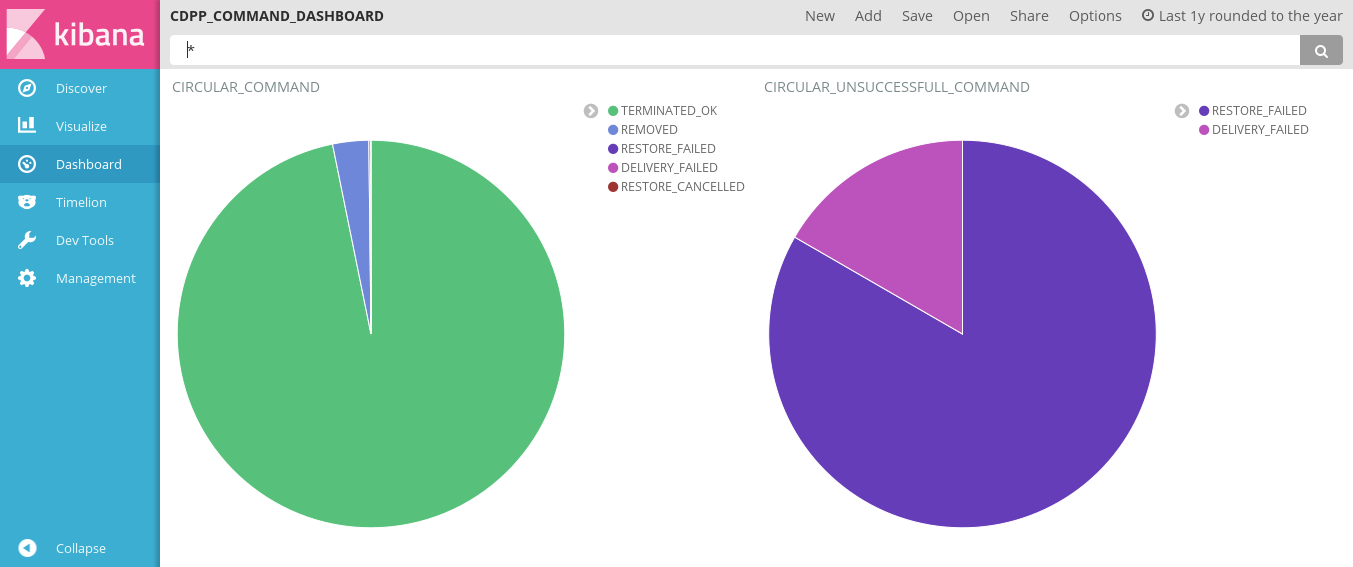 kibana
CDPP_COMMAND_DASHBOARD
New Add Save Open Share Options Last 1y rounded to the year
*
Discover
Visualize
Dashboard
Timelion
Dev Tools
Management
Collapse
CIRCULAR_COMMAND
TERMINATED_OK
REMOVED
RESTORE_FAILED
DELIVERY_FAILED
RESTORE_CANCELLED
CIRCULAR_UNSUCCESSFULL_COMMAND
RESTORE_FAILED
DELIVERY_FAILED